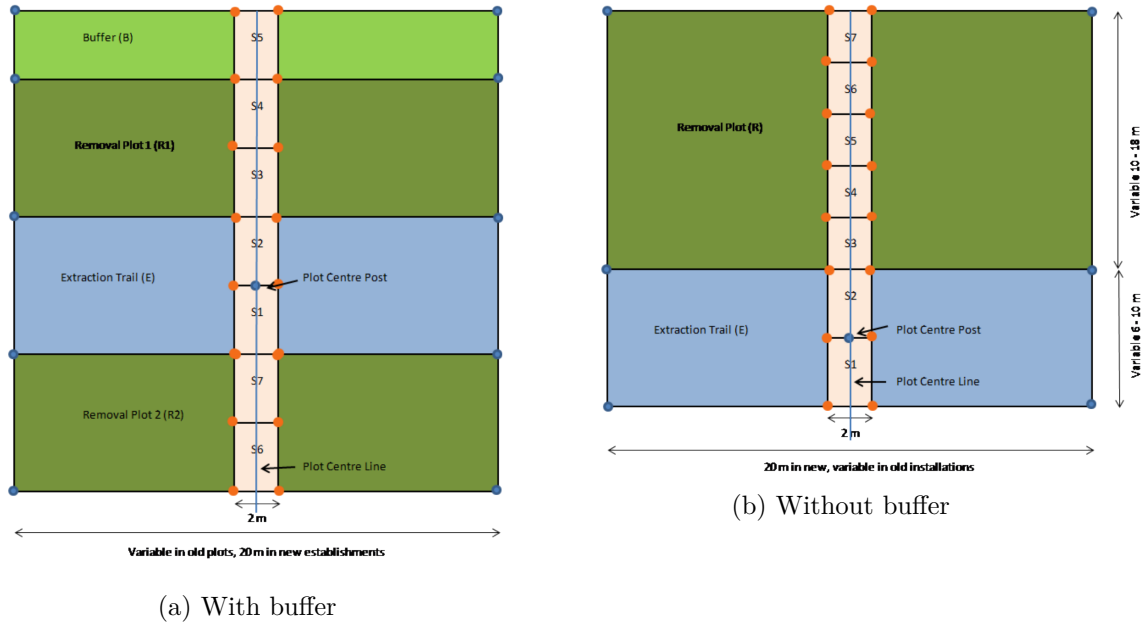 Buffer (B)
S5
S4
Removal Plot 1 (R1)
S3
S2
Extraction Trail (E)
Plot Centre Post
S1
S7
Removal Plot 2 (R2)
S6
Plot Centre Line
2 m
Variable in old plots, 20 m in new establishments
(a) With buffer
S7
S6
Removal Plot (R)
S5
S4
S3
Variable 10 - 18 m
S2
Extraction Trail (E)
Plot Centre Post
S1
Plot Centre Line
Variable 6 - 10 m
2 m
20 m in new, variable in old installations
(b) Without buffer